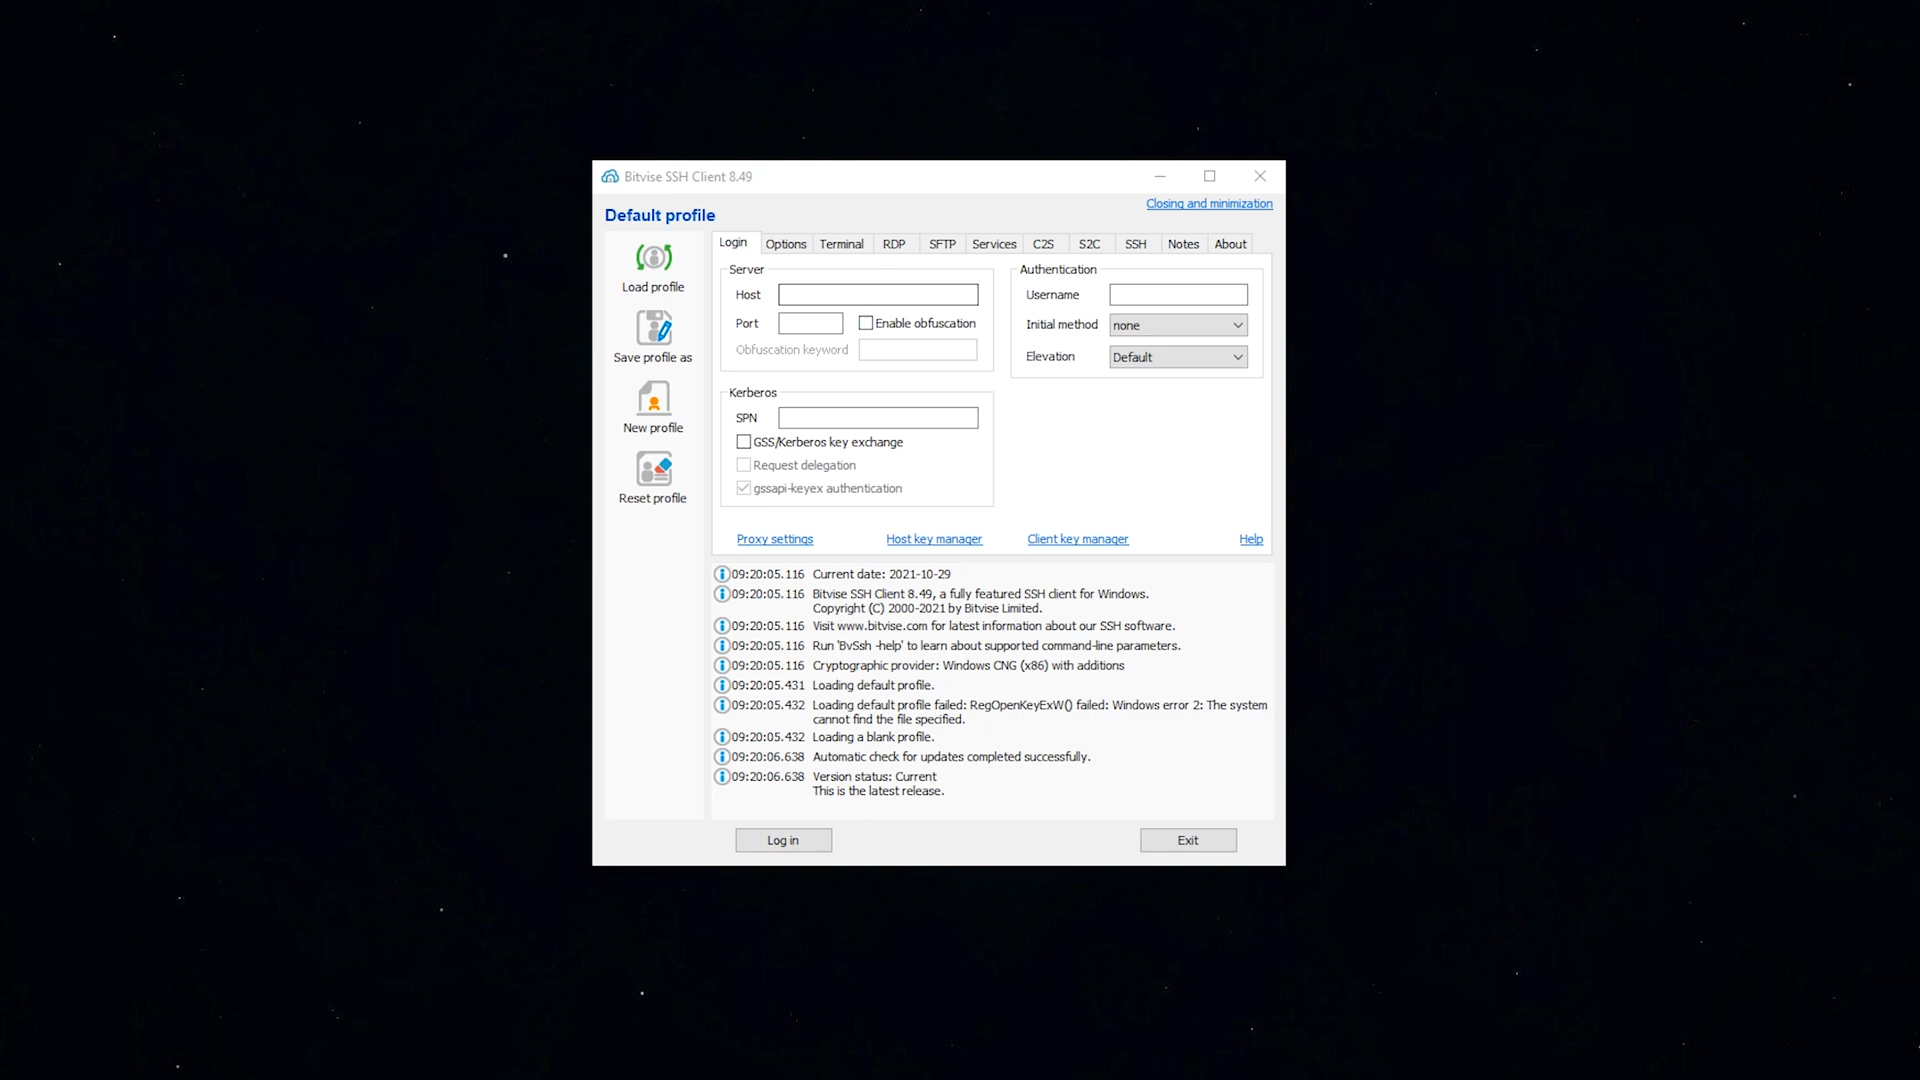 Bitvise SSH Client 8.49
Closing and minimization
Default profile
Load profile
Save profile as
New profile
Reset profile
Login Options Terminal RDP SFTP Services C2S S2C SSH Notes About
Server
Host
Port Enable obfuscation
Obfuscation keyword
Authentication
Username
Initial method none
Elevation Default
Kerberos
SPN
GSS/Kerberos key exchange
Request delegation
gssapi-keyex authentication
Proxy settings Host key manager Client key manager Help
09:20:05.116 Current date: 2021-10-29
09:20:05.116 Bitvise SSH Client 8.49, a fully featured SSH client for Windows.
Copyright (C) 2000-2021 by Bitvise Limited.
09:20:05.116 Visit www.bitvise.com for latest information about our SSH software.
09:20:05.116 Run 'BvSsh -help' to learn about supported command-line parameters.
09:20:05.116 Cryptographic provider: Windows CNG (x86) with additions
09:20:05.431 Loading default profile.
09:20:05.432 Loading default profile failed: RegOpenKeyExW() failed: Windows error 2: The system
cannot find the file specified.
09:20:05.432 Loading a blank profile.
09:20:06.638 Automatic check for updates completed successfully.
09:20:06.638 Version status: Current
This is the latest release.
Log in Exit